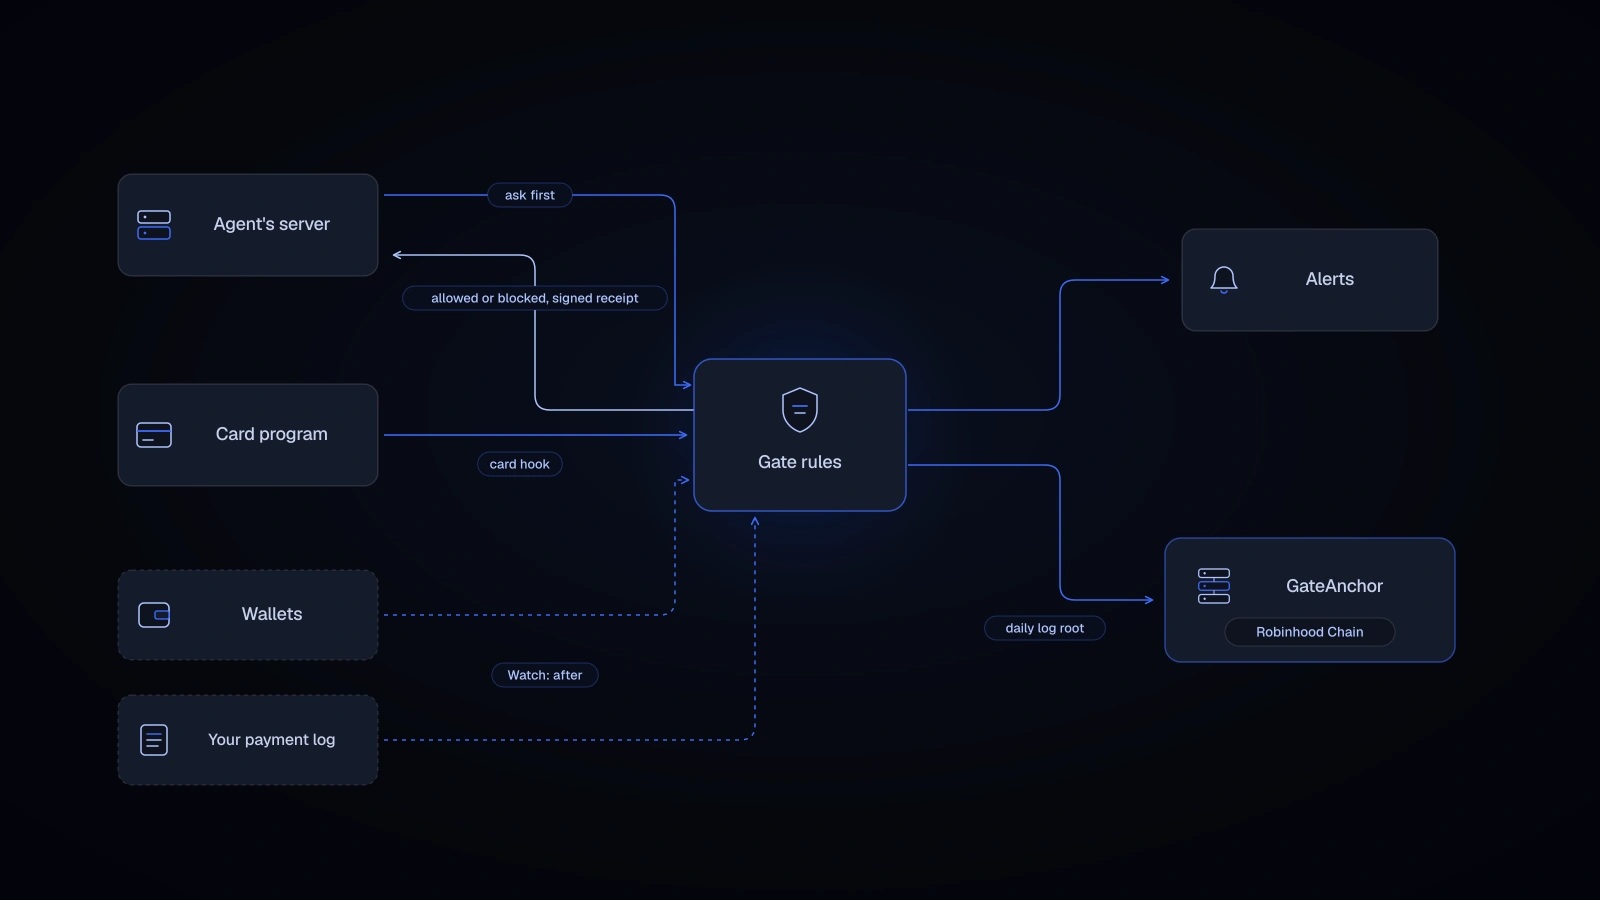 Agent's server
ask first
allowed or blocked, signed receipt
Card program
card hook
Wallets
Watch: after
Your payment log
Gate rules
Alerts
daily log root
GateAnchor
Robinhood Chain